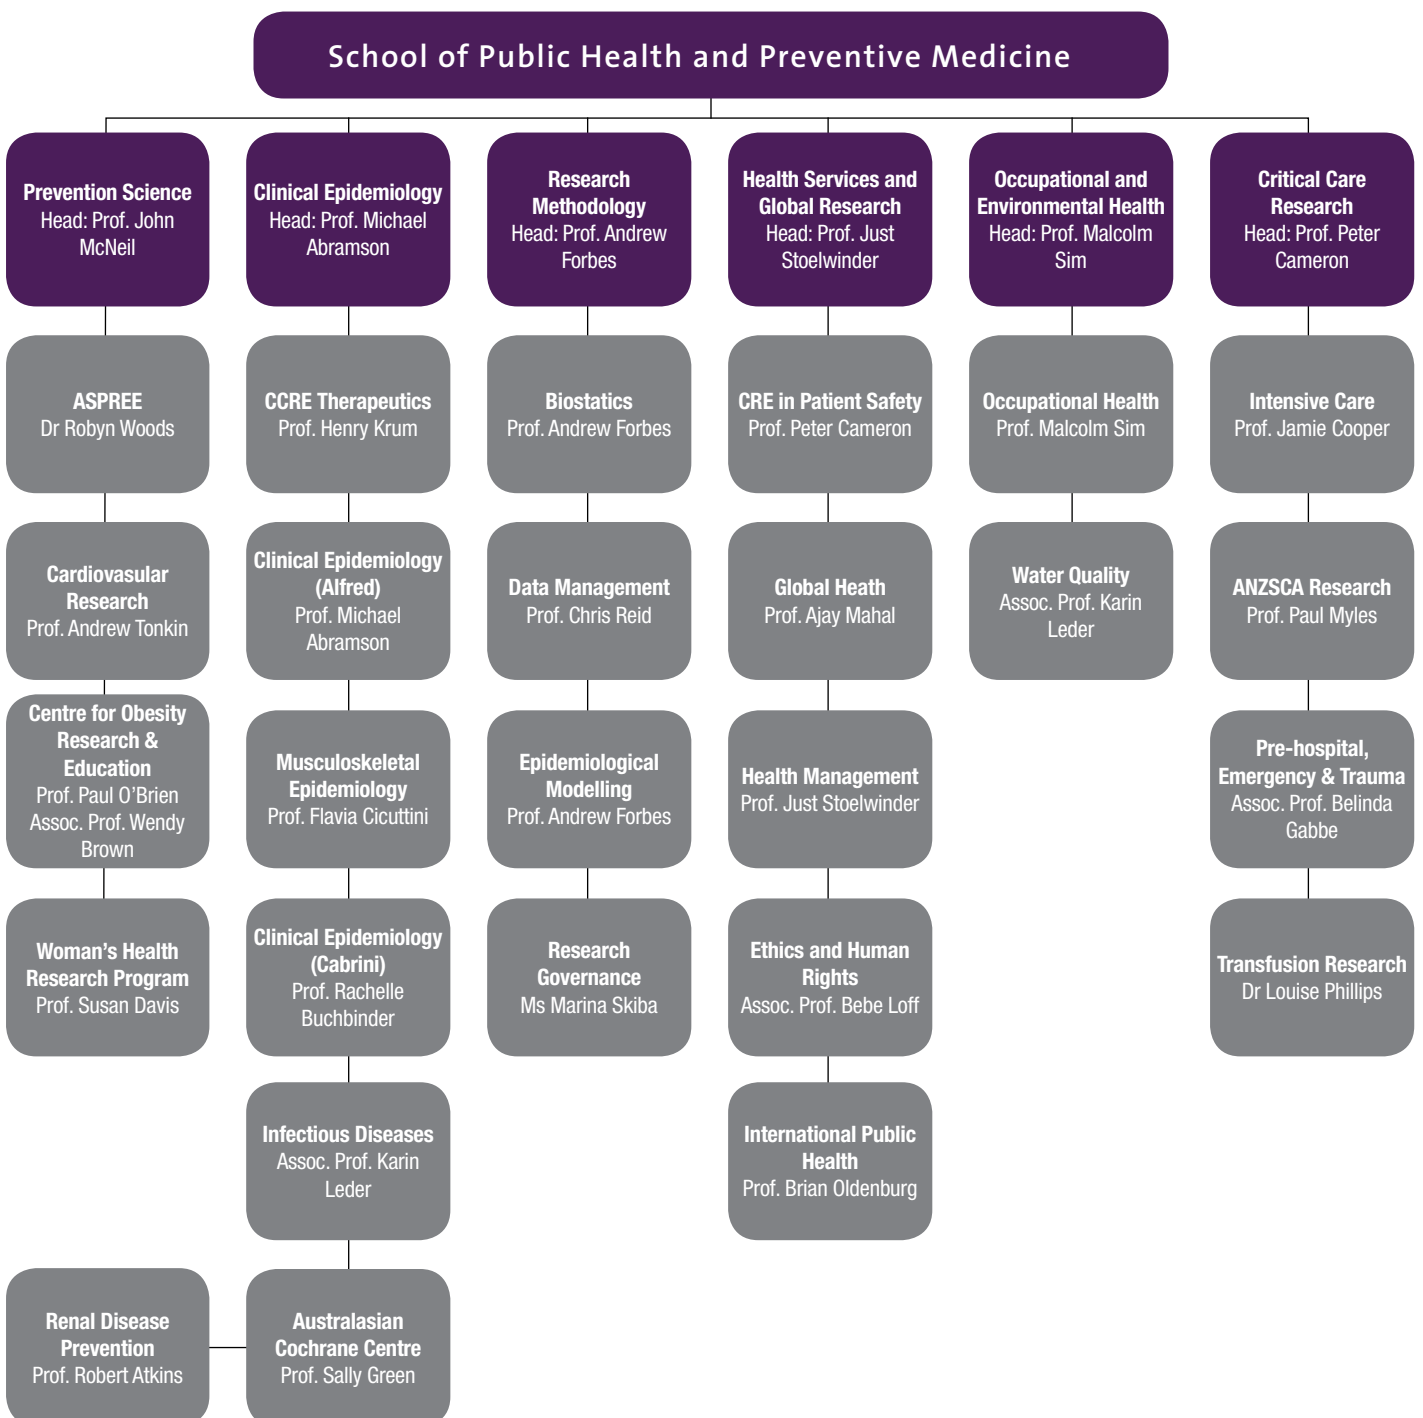 School of Public Health and Preventive Medicine
Prevention Science
Head: Prof. John
McNeil
Clinical Epidemiology
Head: Prof. Michael
Abramson
Research
Methodology
Head: Prof. Andrew
Forbes
Health Services and
Global Research
Head: Prof. Just
Stoelwinder
Occupational and
Environmental Health
Head: Prof. Malcolm
Sim
Critical Care
Research
Head: Prof. Peter
Cameron
ASPREE
Dr Robyn Woods
CCRE Therapeutics
Prof. Henry Krum
Biostatics
Prof. Andrew Forbes
CRE in Patient Safety
Prof. Peter Cameron
Occupational Health
Prof. Malcolm Sim
Intensive Care
Prof. Jamie Cooper
Cardiovasular
Research
Prof. Andrew Tonkin
Clinical Epidemiology
(Alfred)
Prof. Michael
Abramson
Data Management
Prof. Chris Reid
Global Heath
Prof. Ajay Mahal
Water Quality
Assoc. Prof. Karin
Leder
ANZSCA Research
Prof. Paul Myles
Centre for Obesity
Research &
Education
Prof. Paul O’Brien
Assoc. Prof. Wendy
Brown
Musculoskeletal
Epidemiology
Prof. Flavia Cicuttini
Epidemiological
Modelling
Prof. Andrew Forbes
Health Management
Prof. Just Stoelwinder
Pre-hospital,
Emergency & Trauma
Assoc. Prof. Belinda
Gabbe
Woman’s Health
Research Program
Prof. Susan Davis
Clinical Epidemiology
(Cabrini)
Prof. Rachelle
Buchbinder
Research
Governance
Ms Marina Skiba
Ethics and Human
Rights
Assoc. Prof. Bebe Loff
Transfusion Research
Dr Louise Phillips
Infectious Diseases
Assoc. Prof. Karin
Leder
International Public
Health
Prof. Brian Oldenburg
Renal Disease
Prevention
Prof. Robert Atkins
Australasian
Cochrane Centre
Prof. Sally Green